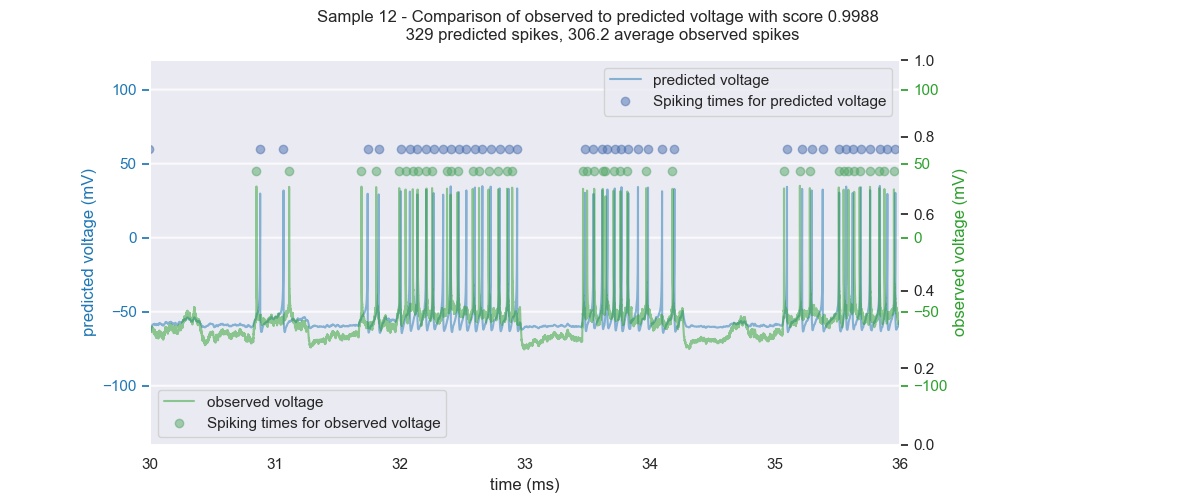 Sample 12 - Comparison of observed to predicted voltage with score 0.9988
329 predicted spikes, 306.2 average observed spikes
predicted voltage
Spiking times for predicted voltage
observed voltage
Spiking times for observed voltage
predicted voltage (mV)
100
50
0
−50
−100
1.0
0.8
0.6
0.4
0.2
0.0
100
50
0
−50
−100
observed voltage (mV)
30
31
32
33
34
35
36
time (ms)